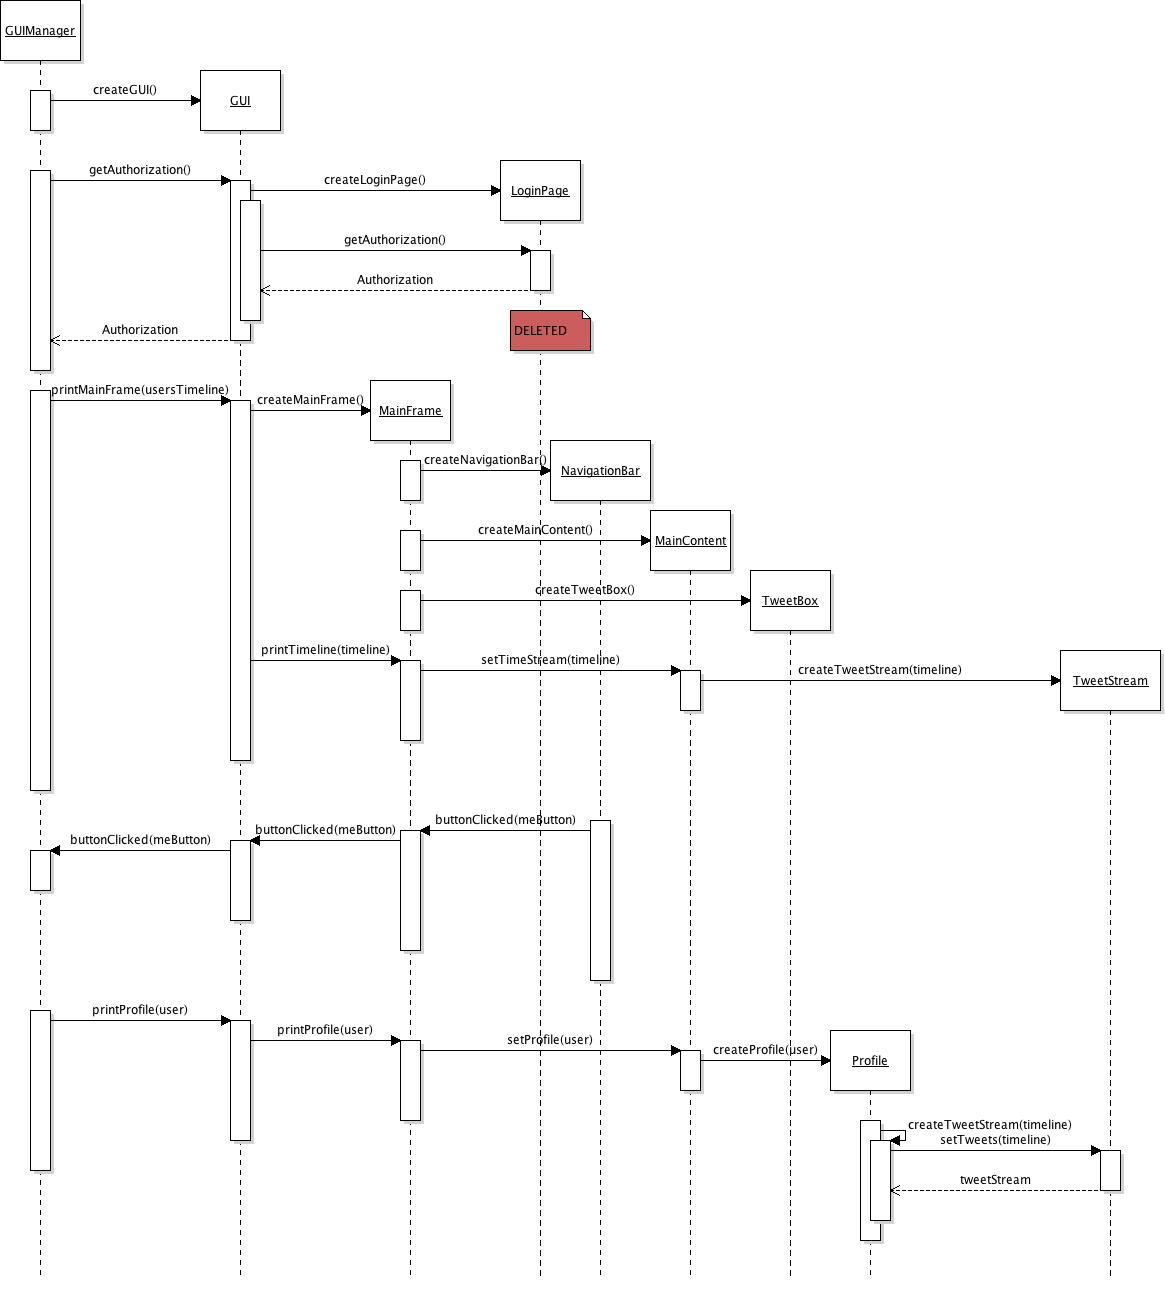 GUIManager
createGUI()
GUI
getAuthorization()
createLoginPage()
LoginPage
getAuthorization()
Authorization
DELETED
Authorization
printMainFrame(usersTimeline)
createMainFrame()
MainFrame
createNavigationBar()
NavigationBar
createMainContent()
MainContent
createTweetBox()
TweetBox
printTimeline(timeline)
setTimeStream(timeline)
createTweetStream(timeline)
TweetStream
buttonClicked(meButton)
buttonClicked(meButton)
buttonClicked(meButton)
printProfile(user)
printProfile(user)
setProfile(user)
createProfile(user)
Profile
createTweetStream(timeline)
setTweets(timeline)
tweetStream